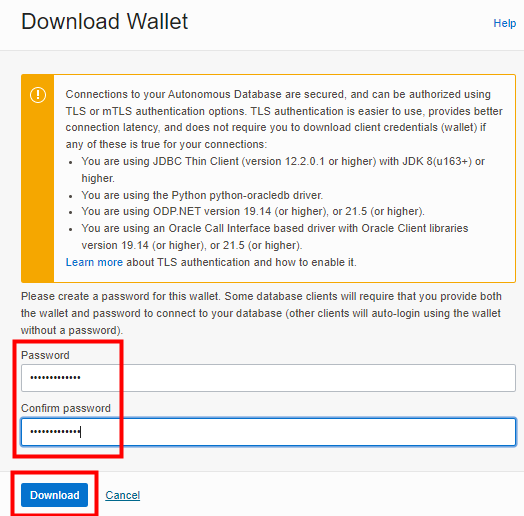 Download Wallet
Help
Connections to your Autonomous Database are secured, and can be authorized using
TLS or mTLS authentication options. TLS authentication is easier to use, provides better
connection latency, and does not require you to download client credentials (wallet) if
any of these is true for your connections:
• You are using JDBC Thin Client (version 12.2.0.1 or higher) with JDK 8(u163+) or
higher.
• You are using the Python python-oracledb driver.
• You are using ODP.NET version 19.14 (or higher), or 21.5 (or higher).
• You are using an Oracle Call Interface based driver with Oracle Client libraries
version 19.14 (or higher), or 21.5 (or higher).
Learn more about TLS authentication and how to enable it.
Please create a password for this wallet. Some database clients will require that you provide both
the wallet and password to connect to your database (other clients will auto-login using the wallet
without a password).
Password
•••••••••••••
Confirm password
•••••••••••••
Download
Cancel